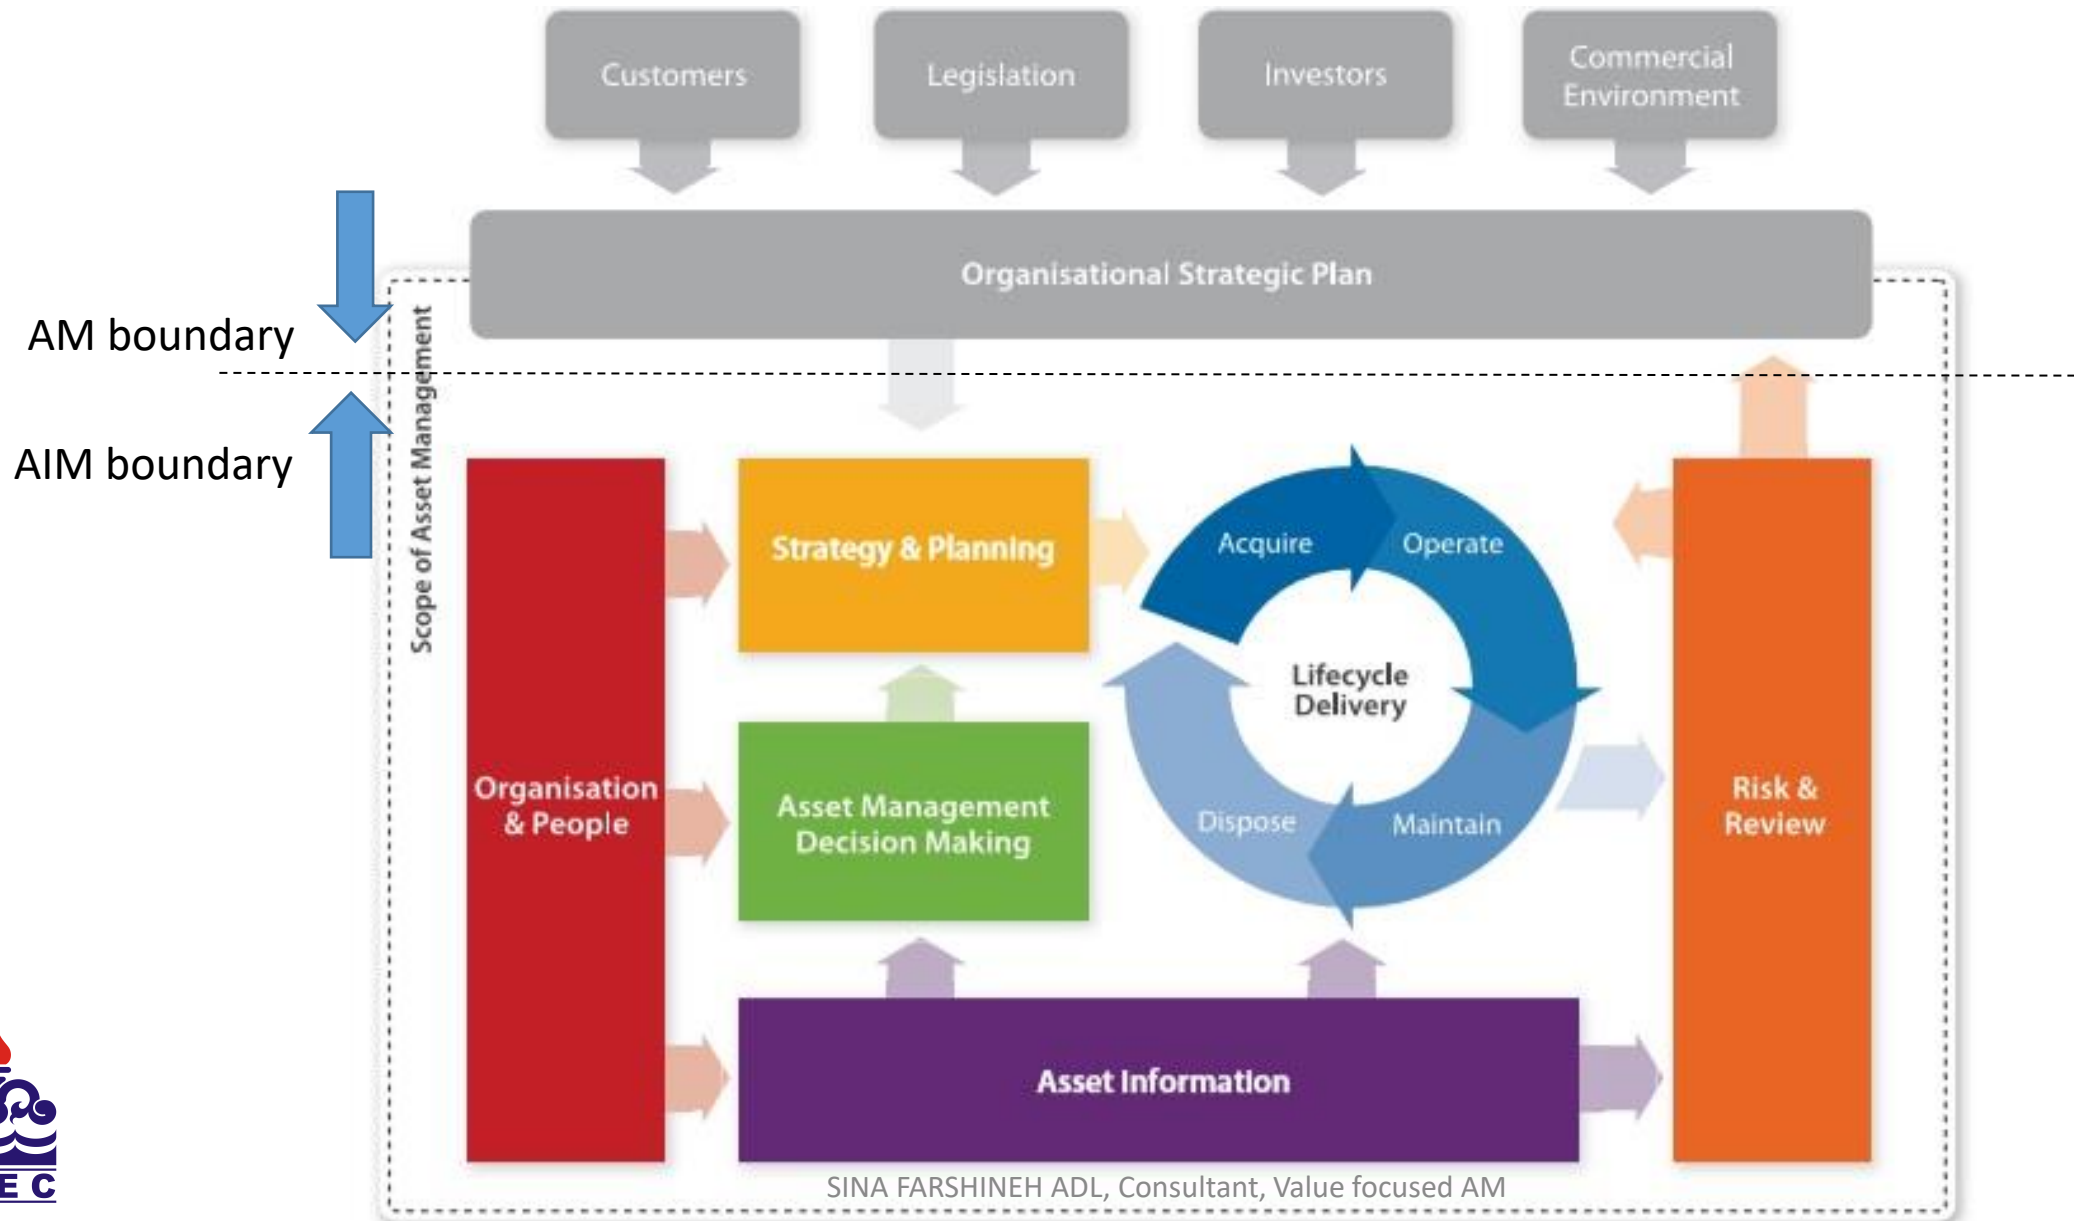 Customers
Legislation
Investors
Commercial
Environment
Organisational Strategic Plan
AM boundary
AIM boundary
Scope of Asset Management
Strategy & Planning
Acquire
Operate
Lifecycle
Delivery
Organisation
& People
Asset Management
Decision Making
Dispose
Maintain
Risk &
Review
Asset Information
SINA FARSHINEH ADL, Consultant, Value focused AM
E C